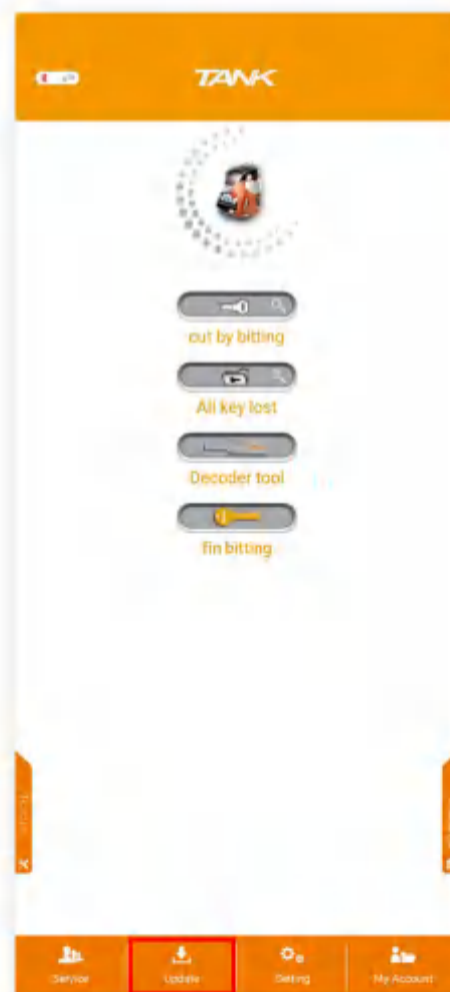 TANK
cut by bitting
All key lost
Decoder tool
fin bitting
Service
Update
Setting
My Account